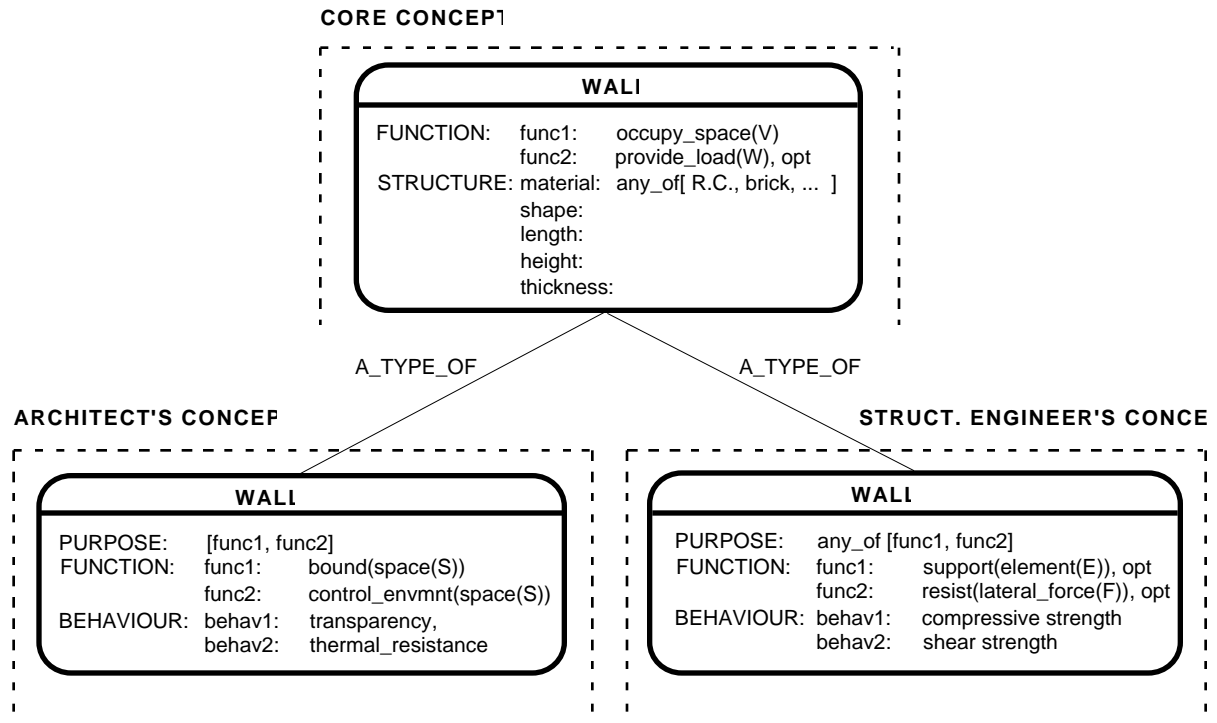 CORE CONCEPT
WALL
FUNCTION: func1: occupy_space(V)
func2: provide_load(W), opt
STRUCTURE: material: any_of[ R.C., brick, ... ]
shape:
length:
height:
thickness:
A_TYPE_OF A_TYPE_OF
ARCHITECT'S CONCEP
WALL
PURPOSE: [func1, func2]
FUNCTION: func1: bound(space(S))
func2: control_envmnt(space(S))
BEHAVIOUR: behav1: transparency,
behav2: thermal_resistance
STRUCT. ENGINEER'S CONCE
WALL
PURPOSE: any_of [func1, func2]
FUNCTION: func1: support(element(E)), opt
func2: resist(lateral_force(F)), opt
BEHAVIOUR: behav1: compressive strength
behav2: shear strength